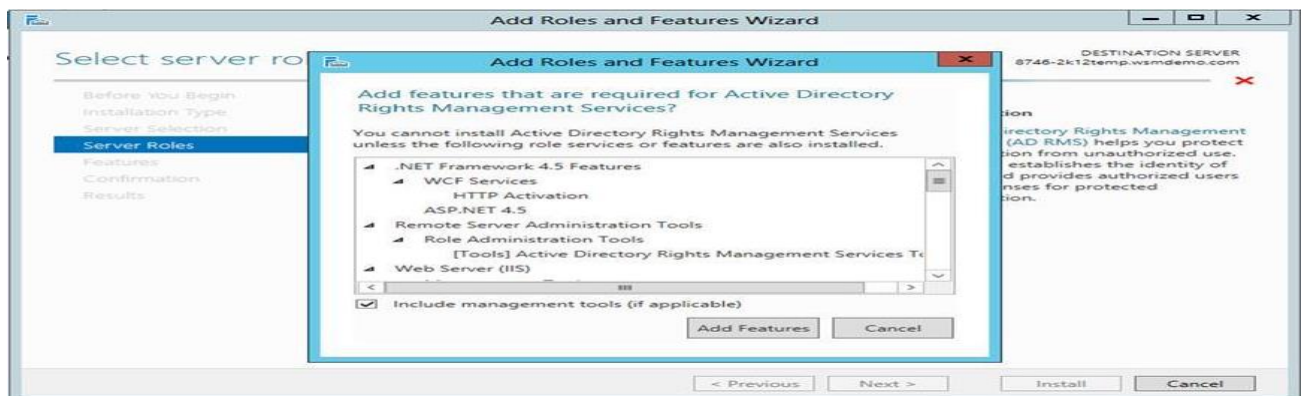 Add Roles and Features Wizard
Select server ro
DESTINATION SERVER
8746-2k12temp.wsmdemo.com
Before You Begin
Installation Type
Server Selection
Server Roles
Features
Confirmation
Results
Add Roles and Features Wizard
Add features that are required for Active Directory
Rights Management Services?
You cannot install Active Directory Rights Management Services
unless the following role services or features are also installed.
.NET Framework 4.5 Features
WCF Services
HTTP Activation
ASP.NET 4.5
Remote Server Administration Tools
Role Administration Tools
[Tools] Active Directory Rights Management Services To
Web Server (IIS)
Include management tools (if applicable)
Add Features
Cancel
tion
irectory Rights Management
(AD RMS) helps you protect
tion from unauthorized use.
establishes the identity of
d provides authorized users
nses for protected
tion.
< Previous
Next >
Install
Cancel